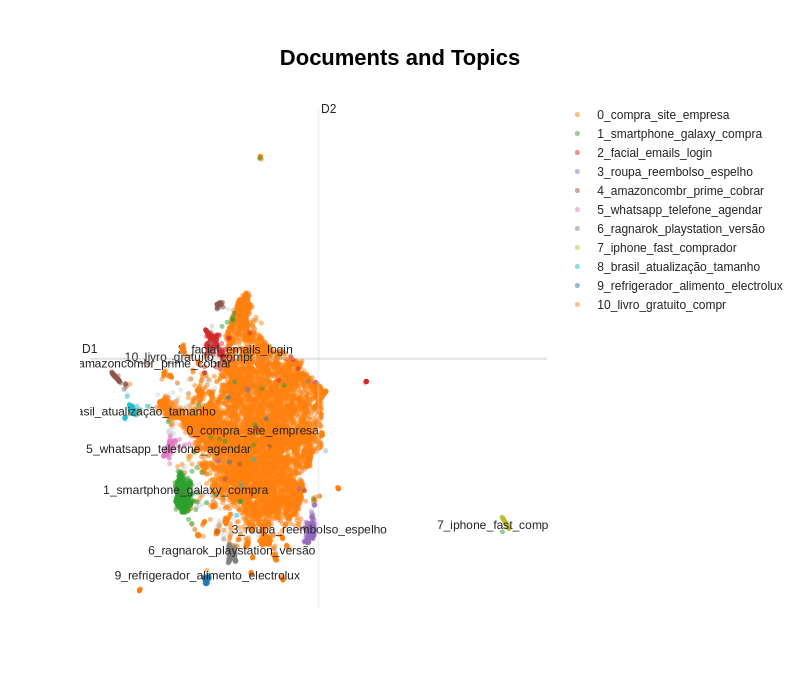 Documents and Topics
D2
0_compra_site_empresa
1_smartphone_galaxy_compra
2_facial_emails_login
3_roupa_reembolso_espelho
4_amazoncombr_prime_cobrar
5_whatsapp_telefone_agendar
6_ragnarok_playstation_versão
7_iphone_fast_comprador
8_brasil_atualização_tamanho
9_refrigerador_alimento_electrolux
10_livro_gratuito_compr
D1
2_facial_emails_login
10_livro_gratuito_compr
amazoncombr_prime_cobrar
asil_atualização_tamanho
0_compra_site_empresa
5_whatsapp_telefone_agendar
1_smartphone_galaxy_compra
7_iphone_fast_comp
3_roupa_reembolso_espelho
6_ragnarok_playstation_versão
9_refrigerador_alimento_electrolux